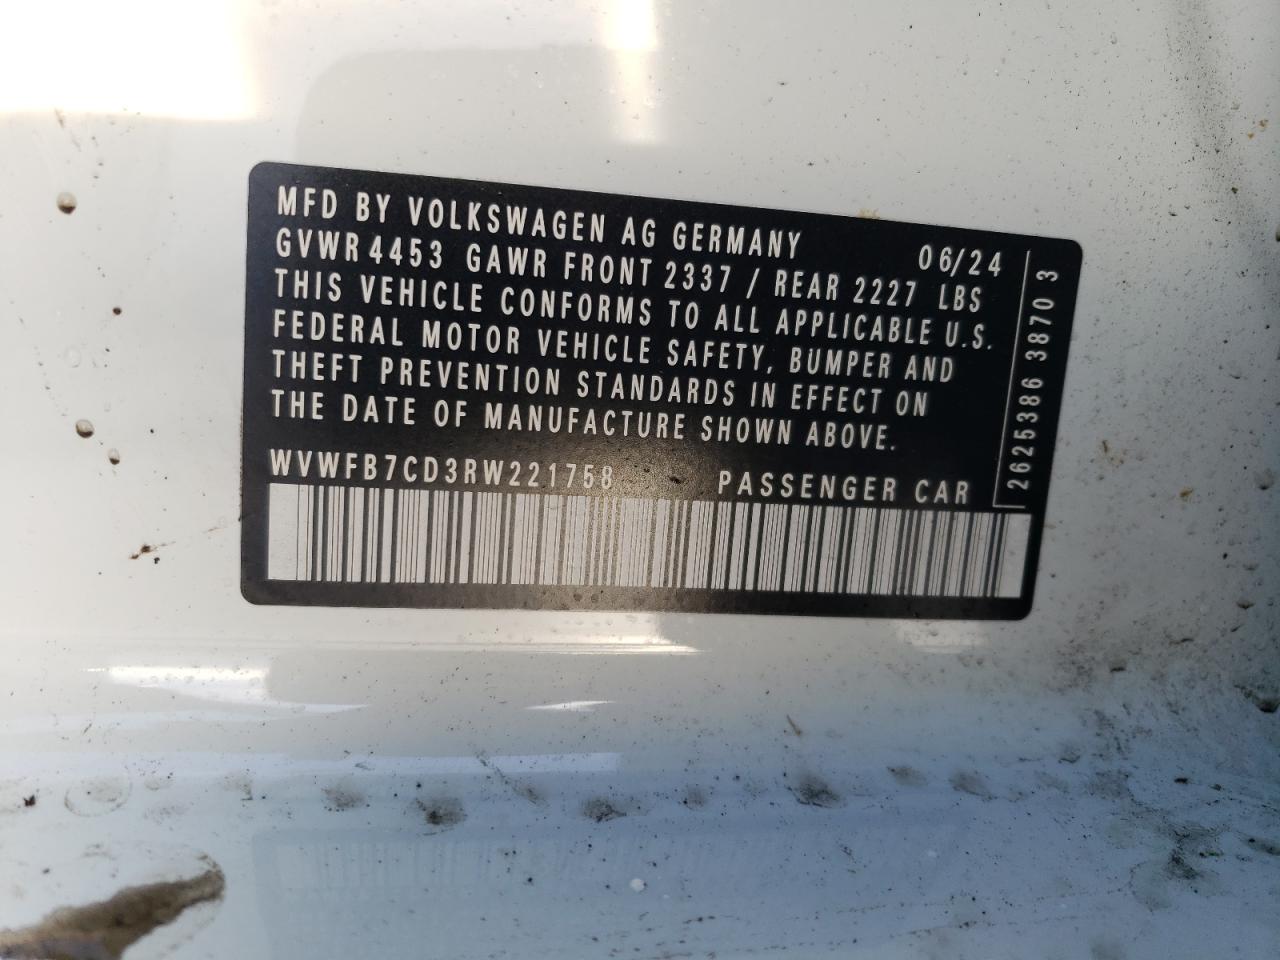 MFD BY VOLKSWAGEN AG GERMANY 06/24
GVWR 4453 GAWR FRONT 2337 / REAR 2227 LBS
THIS VEHICLE CONFORMS TO ALL APPLICABLE U.S.
FEDERAL MOTOR VEHICLE SAFETY, BUMPER AND
THEFT PREVENTION STANDARDS IN EFFECT ON
THE DATE OF MANUFACTURE SHOWN ABOVE.
WVWFB7CD3RW221758 PASSENGER CAR
2625386 3870 3